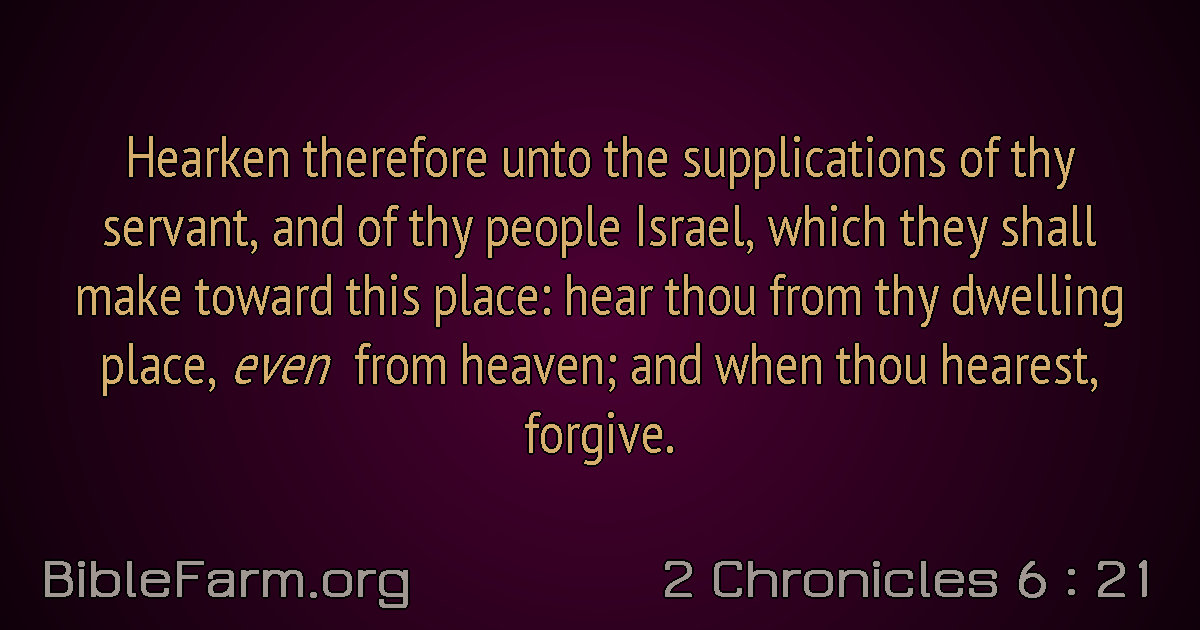 Hearken therefore unto the supplications of thy
servant, and of thy people Israel, which they shall
make toward this place: hear thou from thy dwelling
place, even from heaven; and when thou hearest,
forgive.
BibleFarm.org
2 Chronicles 6 : 21